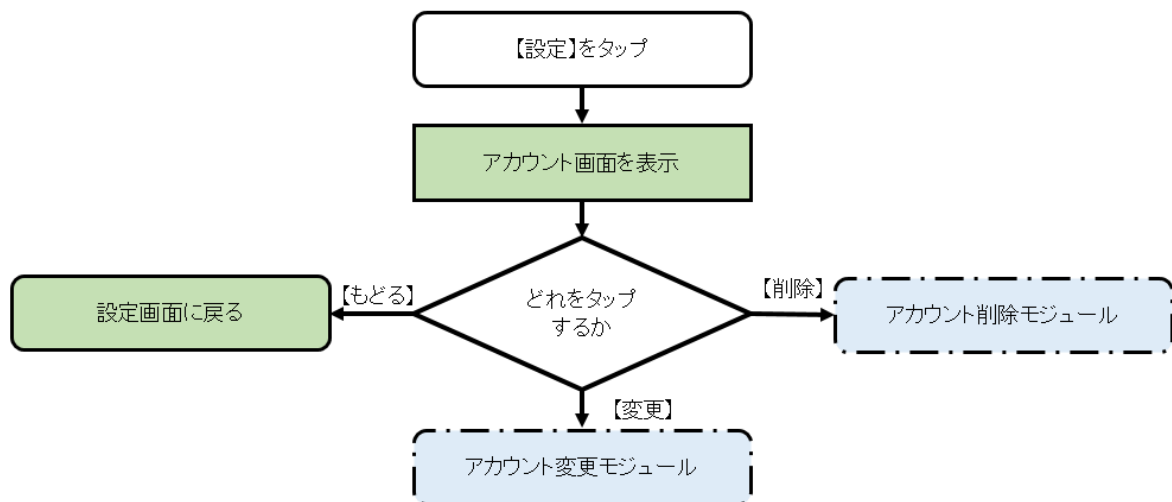 【設定】をタップ
アカウント画面を表示
どれをタップ
するか
【もどる】
設定画面に戻る
【削除】
アカウント削除モジュール
【変更】
アカウント変更モジュール